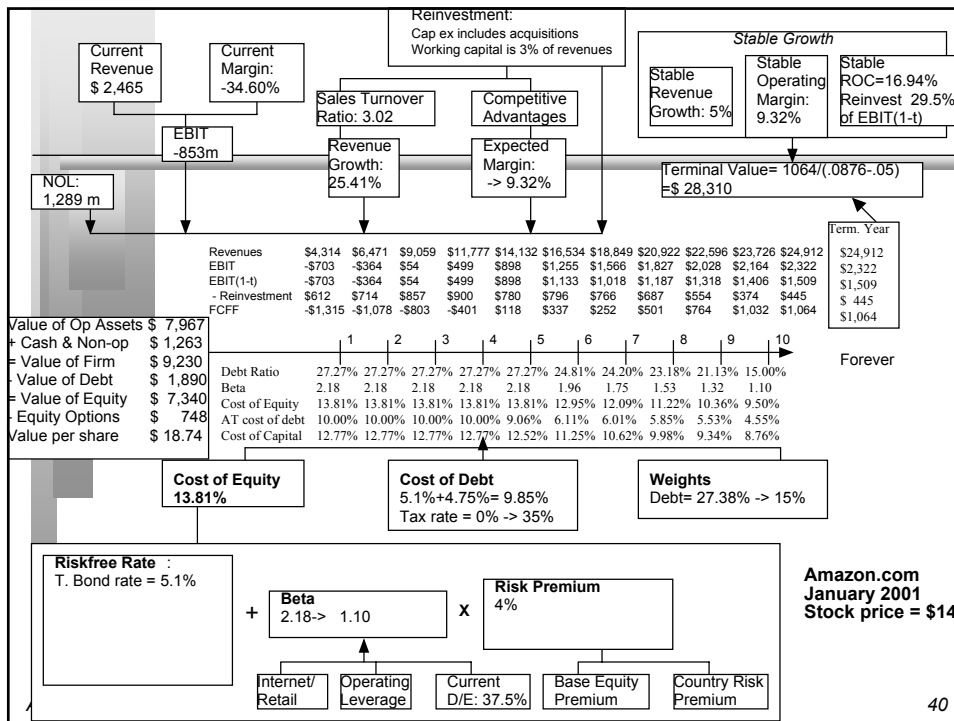 Reinvestment:
Cap ex includes acquisitions
Working capital is 3% of revenues
Current
Revenue
$ 2,465
Current
Margin:
-34.60%
Stable Growth
Stable
Revenue
Growth: 5%
Stable
Operating
Margin:
9.32%
Stable
ROC=16.94%
Reinvest 29.5%
of EBIT(1-t)
Sales Turnover
Ratio: 3.02
Competitive
Advantages
EBIT
-853m
Revenue
Growth:
25.41%
Expected
Margin:
-> 9.32%
NOL:
1,289 m
Terminal Value= 1064/(.0876-.05)
=$ 28,310
Term. Year
$24,912
$2,322
$1,509
$ 445
$1,064
Revenues $4,314 $6,471 $9,059 $11,777 $14,132 $16,534 $18,849 $20,922 $22,596 $23,726 $24,912
EBIT -$703 -$364 $54 $499 $898 $1,255 $1,566 $1,827 $2,028 $2,164 $2,322
EBIT(1-t) -$703 -$364 $54 $499 $898 $1,133 $1,018 $1,187 $1,318 $1,406 $1,509
- Reinvestment $612 $714 $857 $900 $780 $796 $766 $687 $554 $374 $445
FCFF -$1,315 -$1,078 -$803 -$401 $118 $337 $252 $501 $764 $1,032 $1,064
Value of Op Assets $ 7,967
+ Cash & Non-op $ 1,263
= Value of Firm $ 9,230
- Value of Debt $ 1,890
= Value of Equity $ 7,340
- Equity Options $ 748
Value per share $ 18.74
1 2 3 4 5 6 7 8 9 10
Forever
Debt Ratio 27.27% 27.27% 27.27% 27.27% 27.27% 24.81% 24.20% 23.18% 21.13% 15.00%
Beta 2.18 2.18 2.18 2.18 2.18 1.96 1.75 1.53 1.32 1.10
Cost of Equity 13.81% 13.81% 13.81% 13.81% 13.81% 12.95% 12.09% 11.22% 10.36% 9.50%
AT cost of debt 10.00% 10.00% 10.00% 10.00% 9.06% 6.11% 6.01% 5.85% 5.53% 4.55%
Cost of Capital 12.77% 12.77% 12.77% 12.77% 12.52% 11.25% 10.62% 9.98% 9.34% 8.76%
Cost of Equity
13.81%
Cost of Debt
5.1%+4.75%= 9.85%
Tax rate = 0% -> 35%
Weights
Debt= 27.38% -> 15%
Riskfree Rate :
T. Bond rate = 5.1%
+
Beta
2.18-> 1.10
X
Risk Premium
4%
Amazon.com
January 2001
Stock price = $14
Internet/
Retail
Operating
Leverage
Current
D/E: 37.5%
Base Equity
Premium
Country Risk
Premium
40